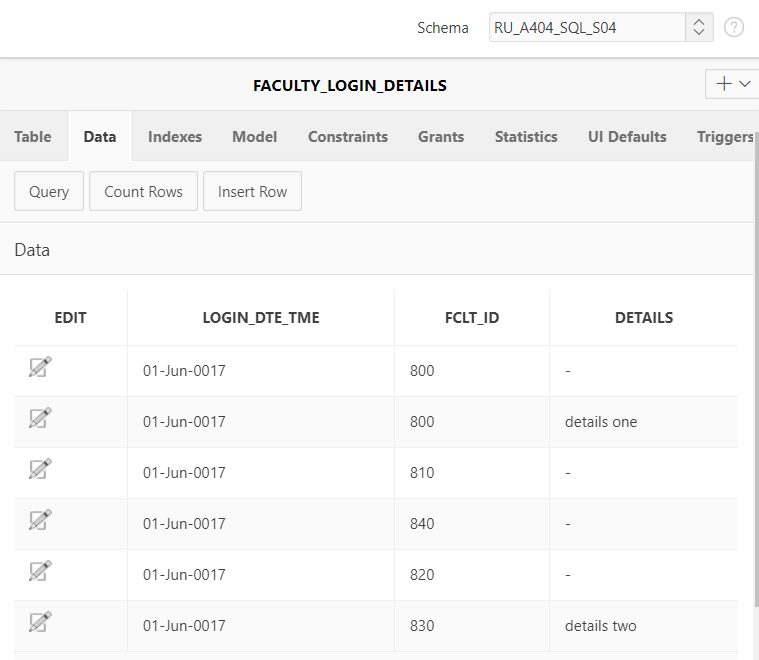 Schema RU_A404_SQL_S04 ?
FACULTY_LOGIN_DETAILS
Table Data Indexes Model Constraints Grants Statistics UI Defaults Triggers
Query Count Rows Insert Row
Data
EDIT LOGIN_DTE_TME FCLT_ID DETAILS
01-Jun-0017 800 -
01-Jun-0017 800 details one
01-Jun-0017 810 -
01-Jun-0017 840 -
01-Jun-0017 820 -
01-Jun-0017 830 details two